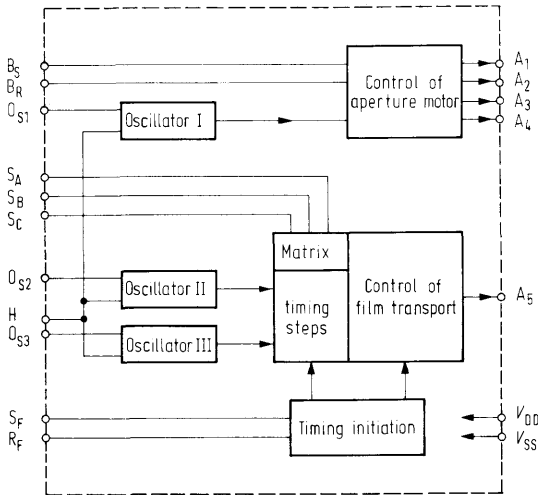 B_S
B_R
O_S1
Oscillator I
Control of
aperture motor
A_1
A_2
A_3
A_4
S_A
S_B
S_C
Matrix
timing
steps
Control of
film transport
A_5
O_S2
Oscillator II
H
O_S3
Oscillator III
S_F
R_F
Timing initiation
V_DD
V_SS